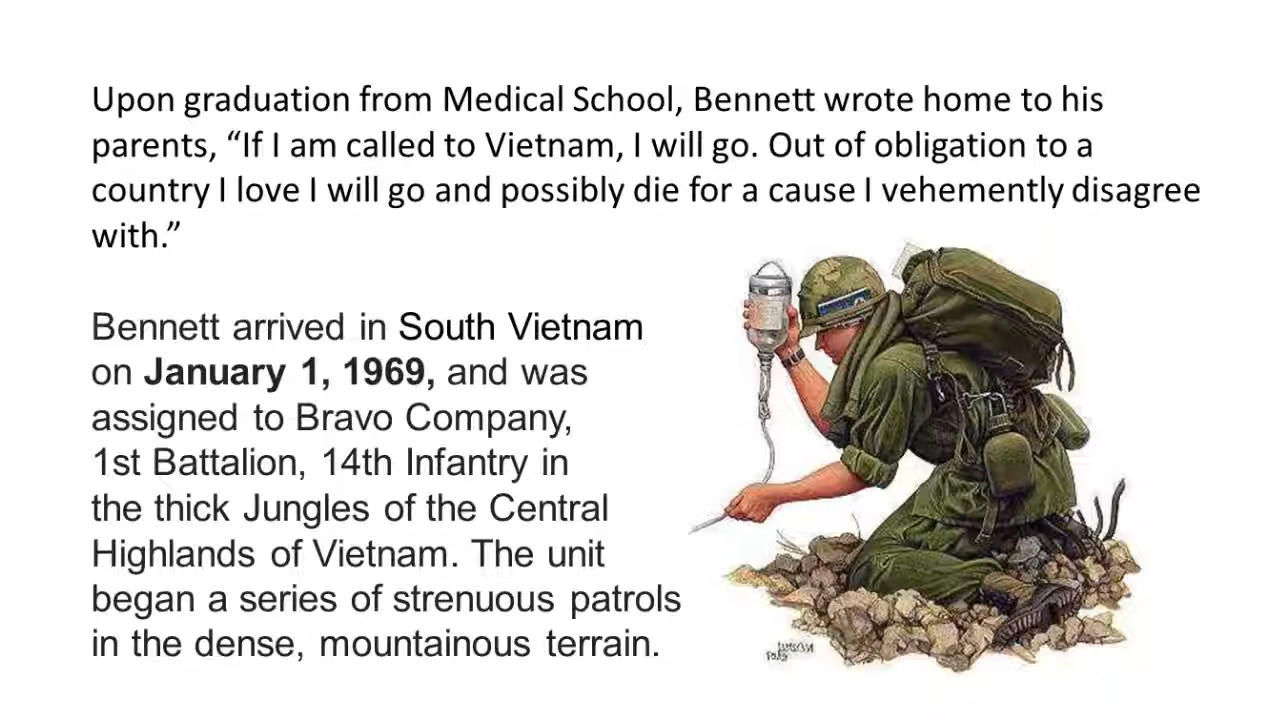 Upon graduation from Medical School, Bennett wrote home to his
parents, “If I am called to Vietnam, I will go. Out of obligation to a
country I love I will go and possibly die for a cause I vehemently disagree
with.”
Bennett arrived in South Vietnam
on January 1, 1969, and was
assigned to Bravo Company,
1st Battalion, 14th Infantry in
the thick Jungles of the Central
Highlands of Vietnam. The unit
began a series of strenuous patrols
in the dense, mountainous terrain.